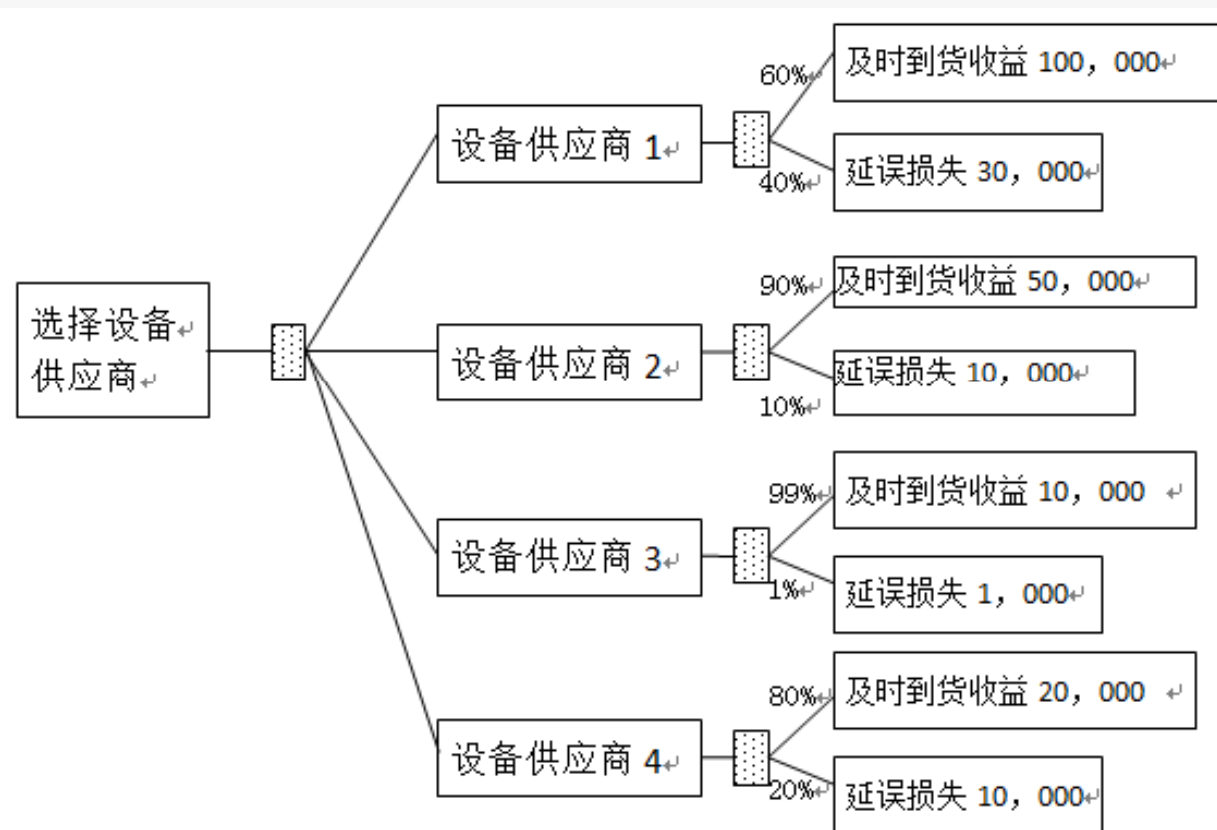 选择设备
供应商
设备供应商 1
60%
及时到货收益 100，000
40%
延误损失 30，000
设备供应商 2
90%
及时到货收益 50，000
10%
延误损失 10，000
设备供应商 3
99%
及时到货收益 10，000
1%
延误损失 1，000
设备供应商 4
80%
及时到货收益 20，000
20%
延误损失 10，000